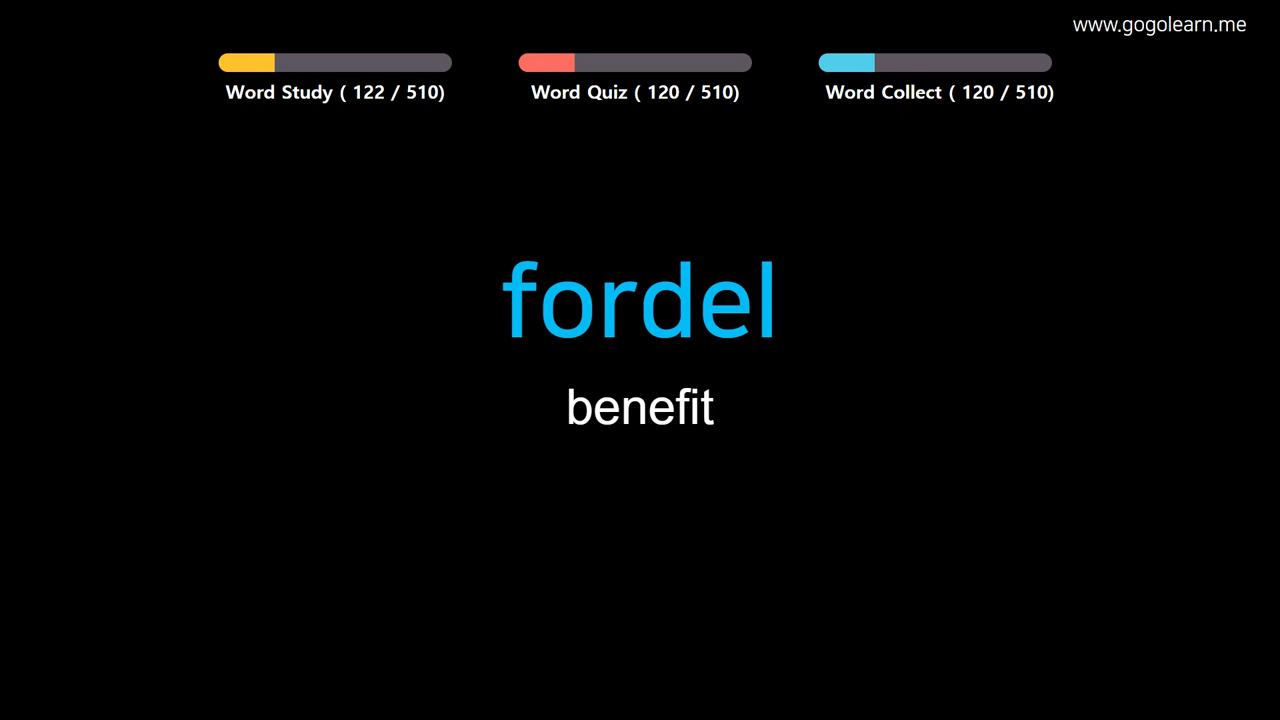 www.gogolearn.me
Word Study ( 122 / 510)
Word Quiz ( 120 / 510)
Word Collect ( 120 / 510)
fordel
benefit